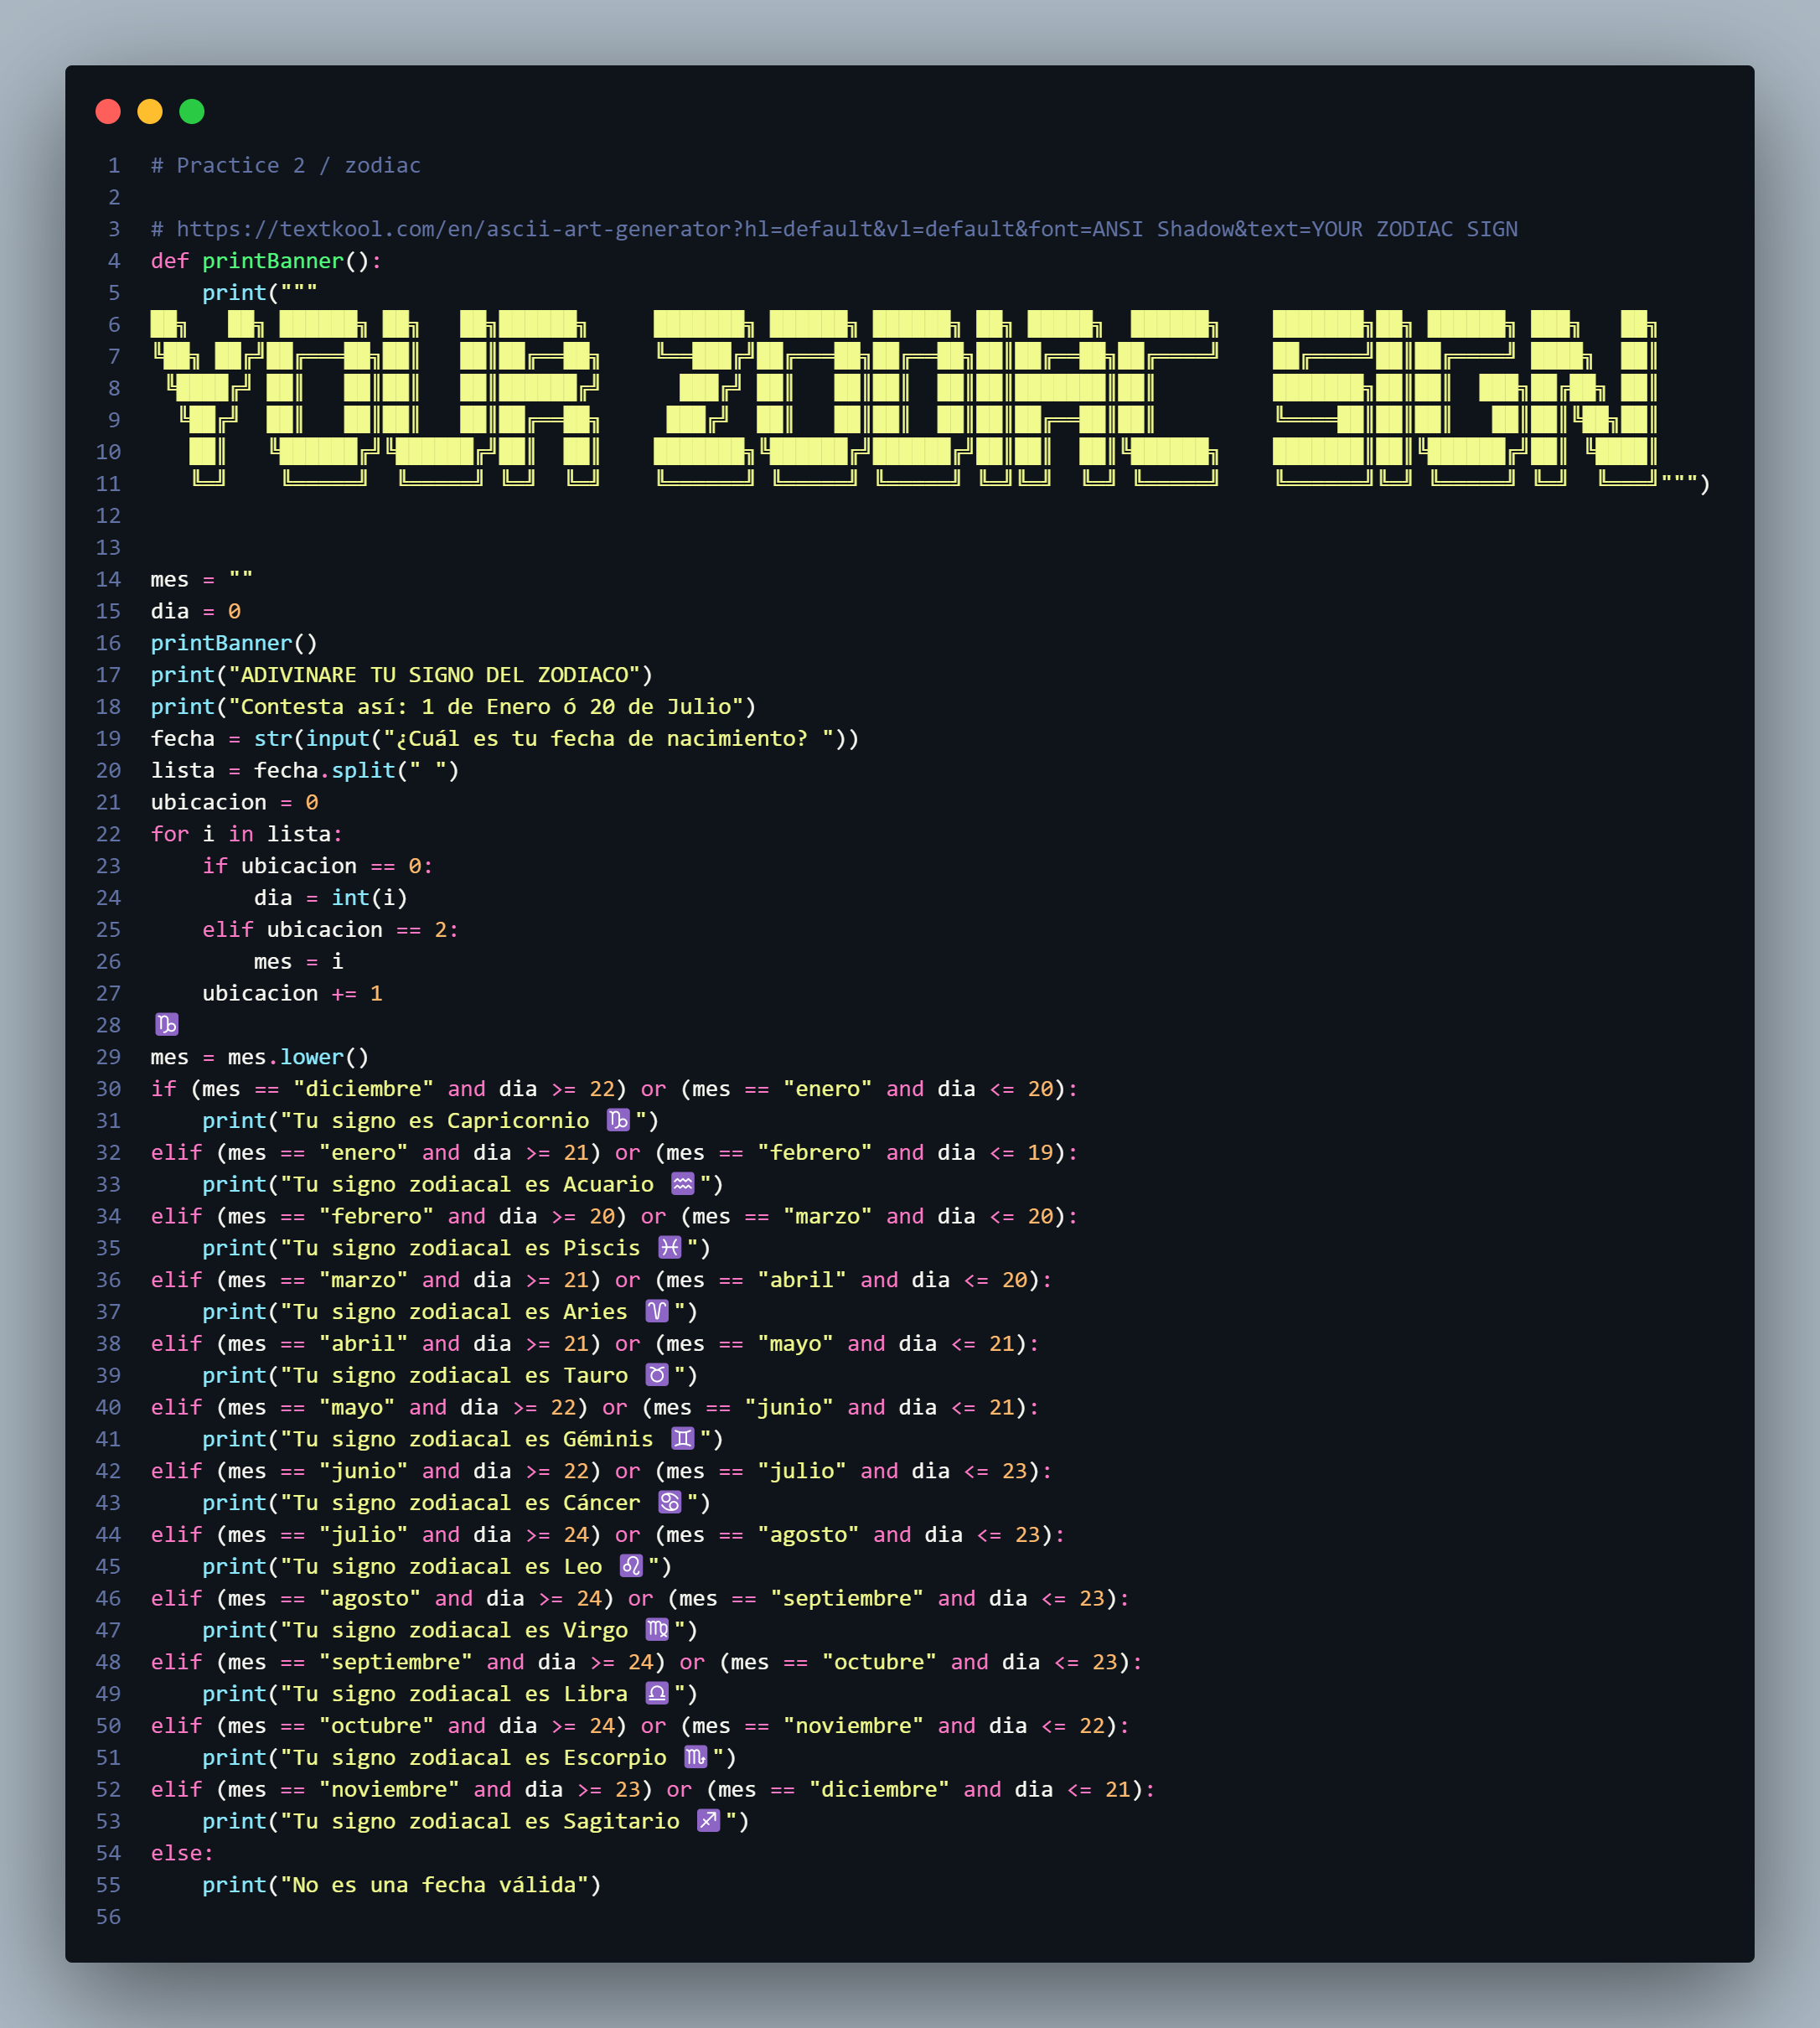 1 # Practice 2 / zodiac
2
3 # https://textkool.com/en/ascii-art-generator?hl=default&vl=default&font=ANSI Shadow&text=YOUR ZODIAC SIGN
4 def printBanner():
5     print("""
6 ██╗   ██╗ ██████╗ ██╗   ██╗██████╗     ███████╗ ██████╗ ██████╗ ██╗ █████╗  ██████╗    ███████╗██╗ ██████╗ ███╗   ██╗
7 ╚██╗ ██╔╝██╔═══██╗██║   ██║██╔══██╗    ╚══███╔╝██╔═══██╗██╔══██╗██║██╔══██╗██╔════╝    ██╔════╝██║██╔════╝ ████╗  ██║
8  ╚████╔╝ ██║   ██║██║   ██║██████╔╝      ███╔╝ ██║   ██║██║  ██║██║███████║██║         ██████╗██║██║  ███╗██╔██╗ ██║
9   ╚██╔╝  ██║   ██║██║   ██║██╔══██╗     ███╔╝  ██║   ██║██║  ██║██║██╔══██║██║         ╚════██║██║██║   ██║██║╚██╗██║
10    ██║   ╚██████╔╝╚██████╔╝██║  ██║    ███████╗╚██████╔╝██████╔╝██║██║  ██║╚██████╗    ███████║██║╚██████╔╝██║ ╚████║
11    ╚═╝    ╚═════╝  ╚═════╝ ╚═╝  ╚═╝    ╚══════╝ ╚═════╝ ╚═════╝ ╚═╝╚═╝  ╚═╝ ╚═════╝    ╚══════╝╚═╝ ╚═════╝ ╚═╝  ╚═══╝""")
12
13
14 mes = ""
15 dia = 0
16 printBanner()
17 print("ADIVINARE TU SIGNO DEL ZODIACO")
18 print("Contesta así: 1 de Enero ó 20 de Julio")
19 fecha = str(input("¿Cuál es tu fecha de nacimiento? "))
20 lista = fecha.split(" ")
21 ubicacion = 0
22 for i in lista:
23     if ubicacion == 0:
24         dia = int(i)
25     elif ubicacion == 2:
26         mes = i
27     ubicacion += 1
28 ♑
29 mes = mes.lower()
30 if (mes == "diciembre" and dia >= 22) or (mes == "enero" and dia <= 20):
31     print("Tu signo es Capricornio ♑")
32 elif (mes == "enero" and dia >= 21) or (mes == "febrero" and dia <= 19):
33     print("Tu signo zodiacal es Acuario ♒")
34 elif (mes == "febrero" and dia >= 20) or (mes == "marzo" and dia <= 20):
35     print("Tu signo zodiacal es Piscis ♓")
36 elif (mes == "marzo" and dia >= 21) or (mes == "abril" and dia <= 20):
37     print("Tu signo zodiacal es Aries ♈")
38 elif (mes == "abril" and dia >= 21) or (mes == "mayo" and dia <= 21):
39     print("Tu signo zodiacal es Tauro ♉")
40 elif (mes == "mayo" and dia >= 22) or (mes == "junio" and dia <= 21):
41     print("Tu signo zodiacal es Géminis ♊")
42 elif (mes == "junio" and dia >= 22) or (mes == "julio" and dia <= 23):
43     print("Tu signo zodiacal es Cáncer ♋")
44 elif (mes == "julio" and dia >= 24) or (mes == "agosto" and dia <= 23):
45     print("Tu signo zodiacal es Leo ♌")
46 elif (mes == "agosto" and dia >= 24) or (mes == "septiembre" and dia <= 23):
47     print("Tu signo zodiacal es Virgo ♍")
48 elif (mes == "septiembre" and dia >= 24) or (mes == "octubre" and dia <= 23):
49     print("Tu signo zodiacal es Libra ♎")
50 elif (mes == "octubre" and dia >= 24) or (mes == "noviembre" and dia <= 22):
51     print("Tu signo zodiacal es Escorpio ♏")
52 elif (mes == "noviembre" and dia >= 23) or (mes == "diciembre" and dia <= 21):
53     print("Tu signo zodiacal es Sagitario ♐")
54 else:
55     print("No es una fecha válida")
56